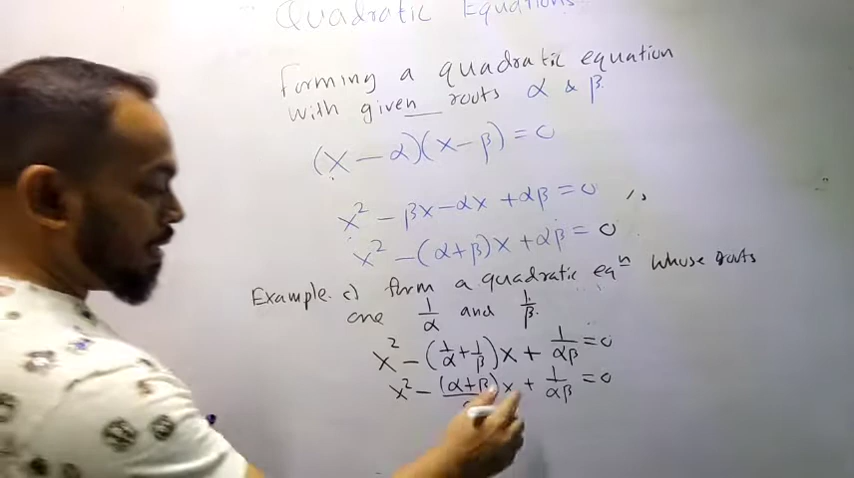 Quadratic Equations
Forming a quadratic equation
with given roots α & β
(x - α)(x - β) = 0
x² - βx - αx + αβ = 0
x² - (α+β)x + αβ = 0
Example. c) form a quadratic eqⁿ whose roots
are 1/α and 1/β.
x² - (1/α + 1/β)x + 1/αβ = 0
x² - (α+β)x + 1/αβ = 0